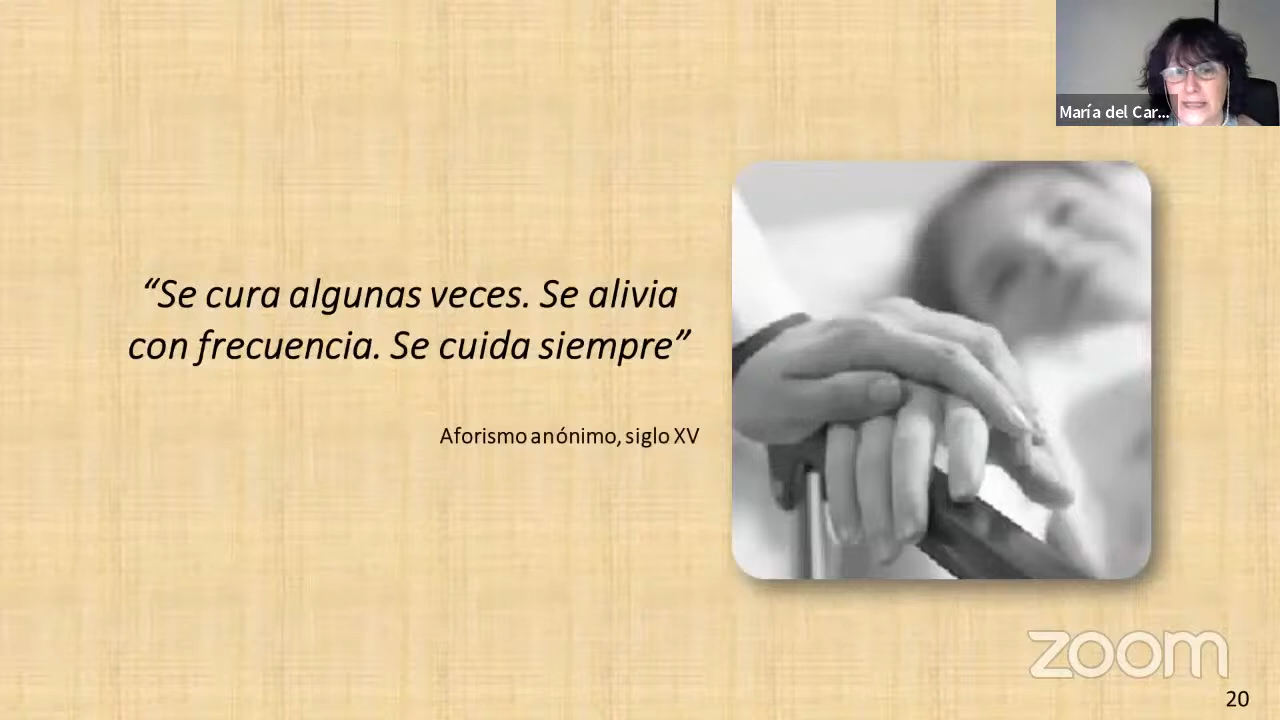 María del Car...
“Se cura algunas veces. Se alivia
con frecuencia. Se cuida siempre”
Aforismo anónimo, siglo XV
zoom
20